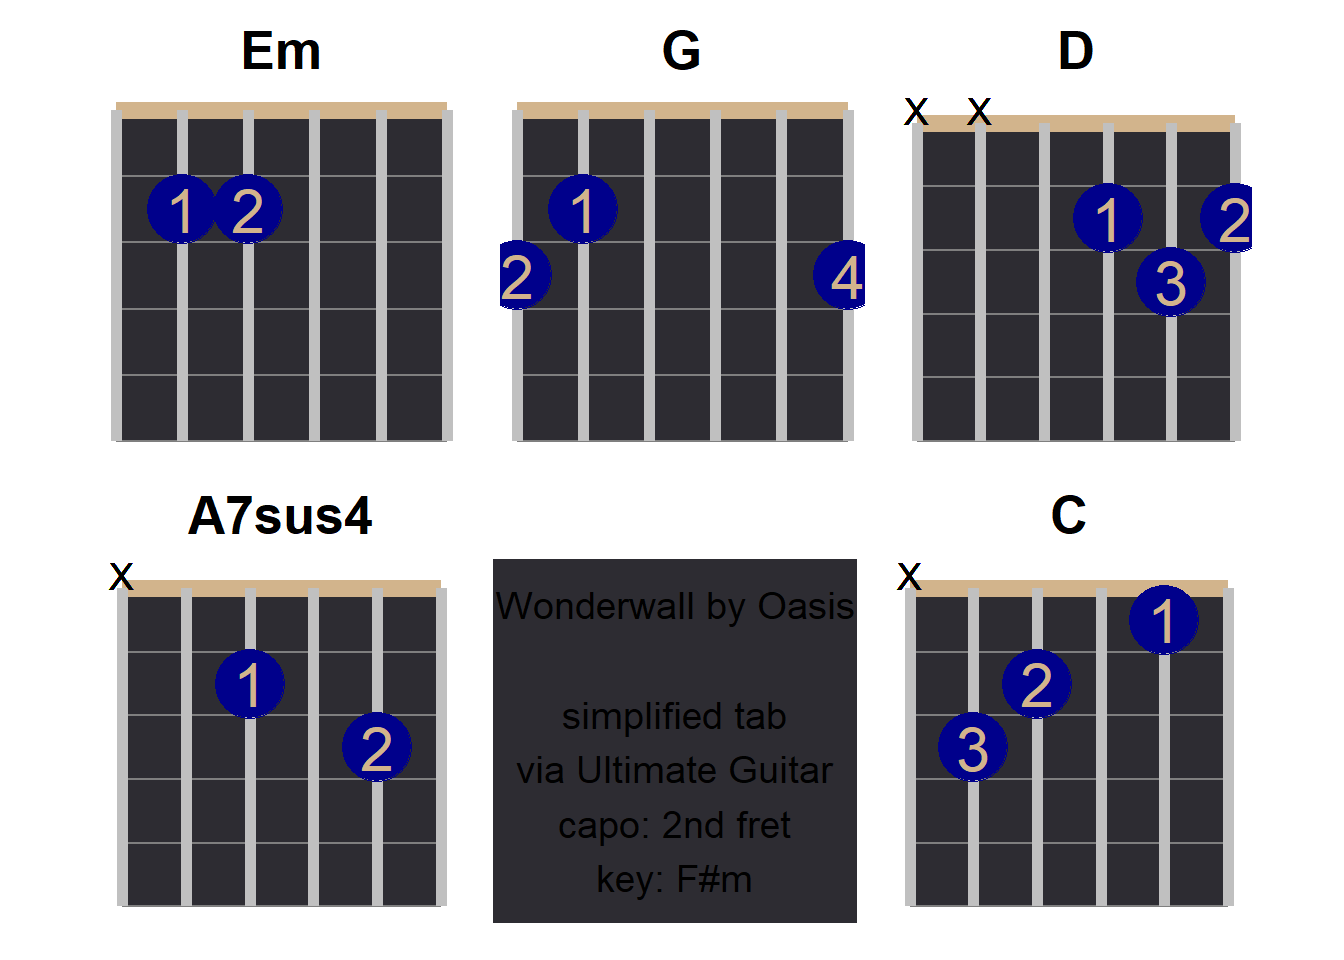 Em
G
D
x x
1 2
1
2 4
1 2
3
A7sus4
C
x
x
1
2
1
2
3
Wonderwall by Oasis
simplified tab
via Ultimate Guitar
capo: 2nd fret
key: F#m